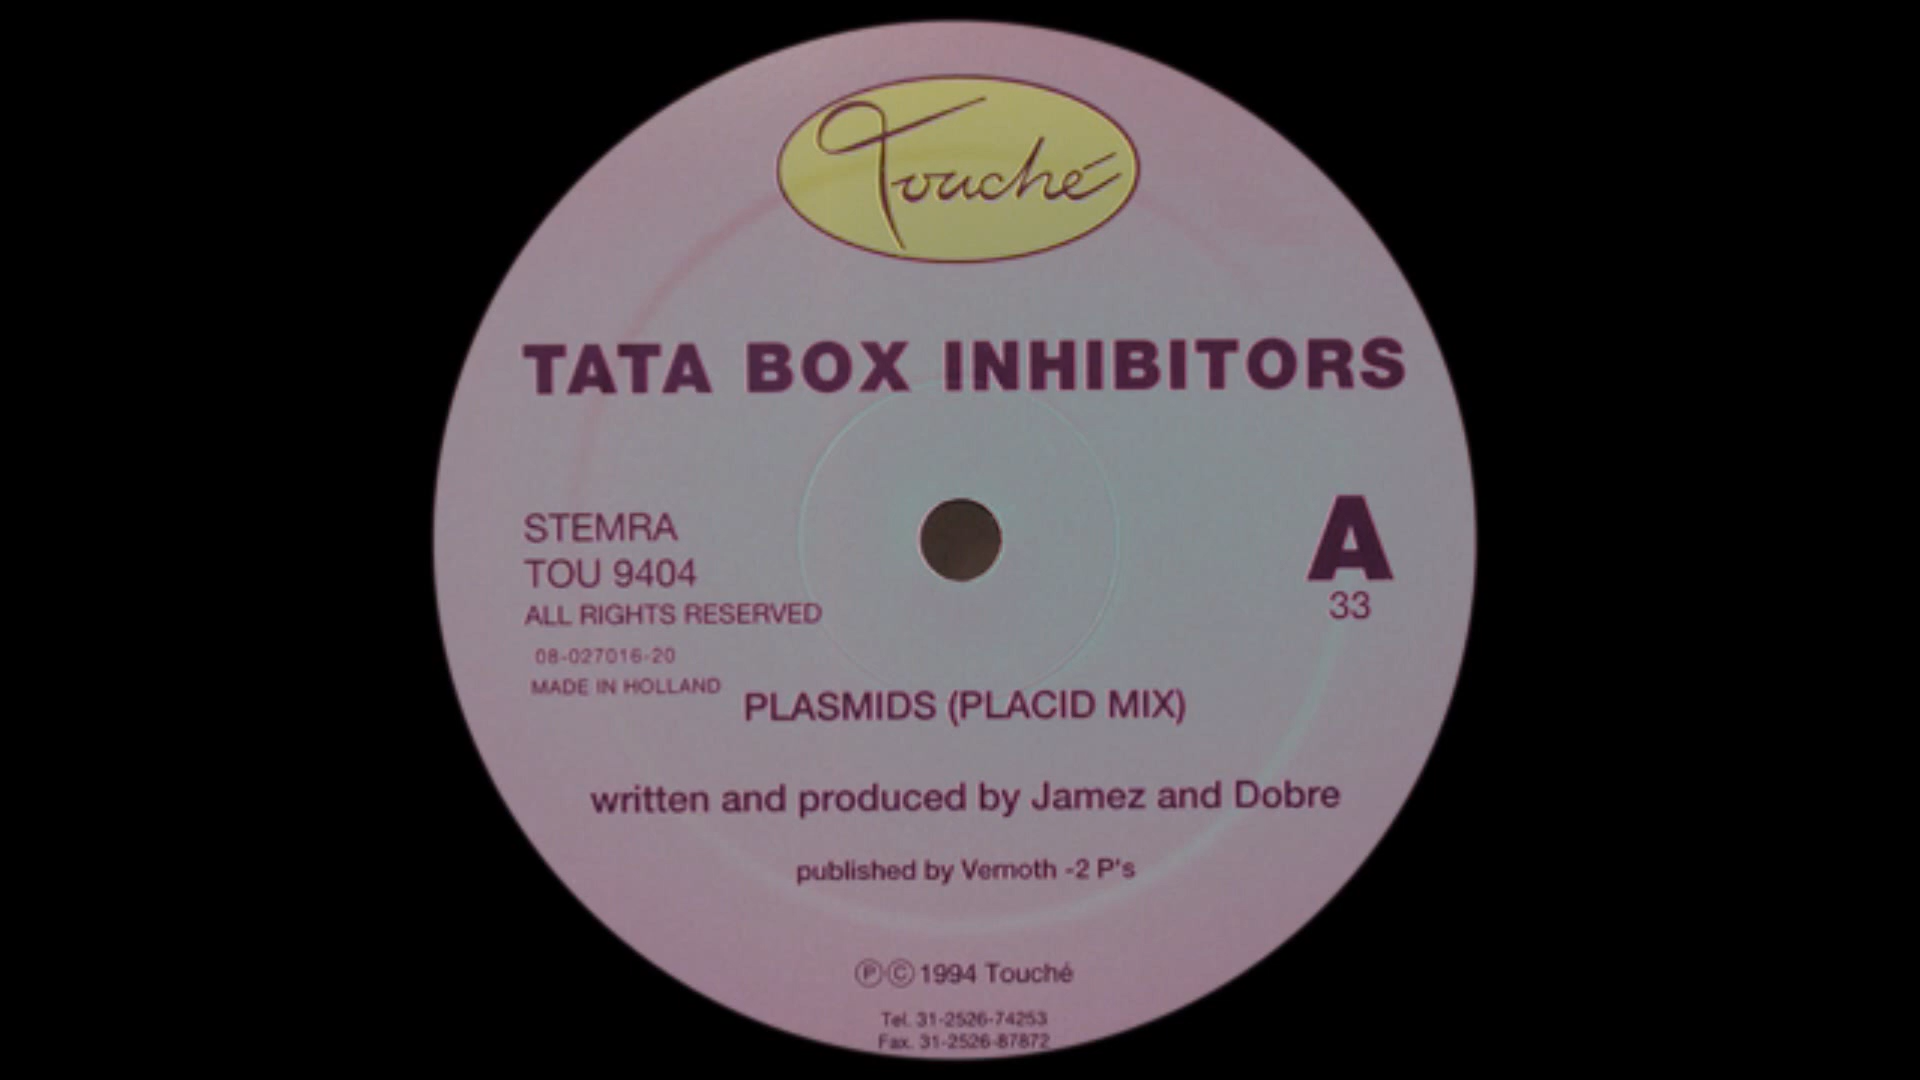 Touché
TATA BOX INHIBITORS
STEMRA
TOU 9404
ALL RIGHTS RESERVED
08-027016-20
MADE IN HOLLAND
A
33
PLASMIDS (PLACID MIX)
written and produced by Jamez and Dobre
published by Vernoth -2 P's
ⓅⒸ 1994 Touché
Tel. 31-2526-74253
Fax. 31-2526-87872